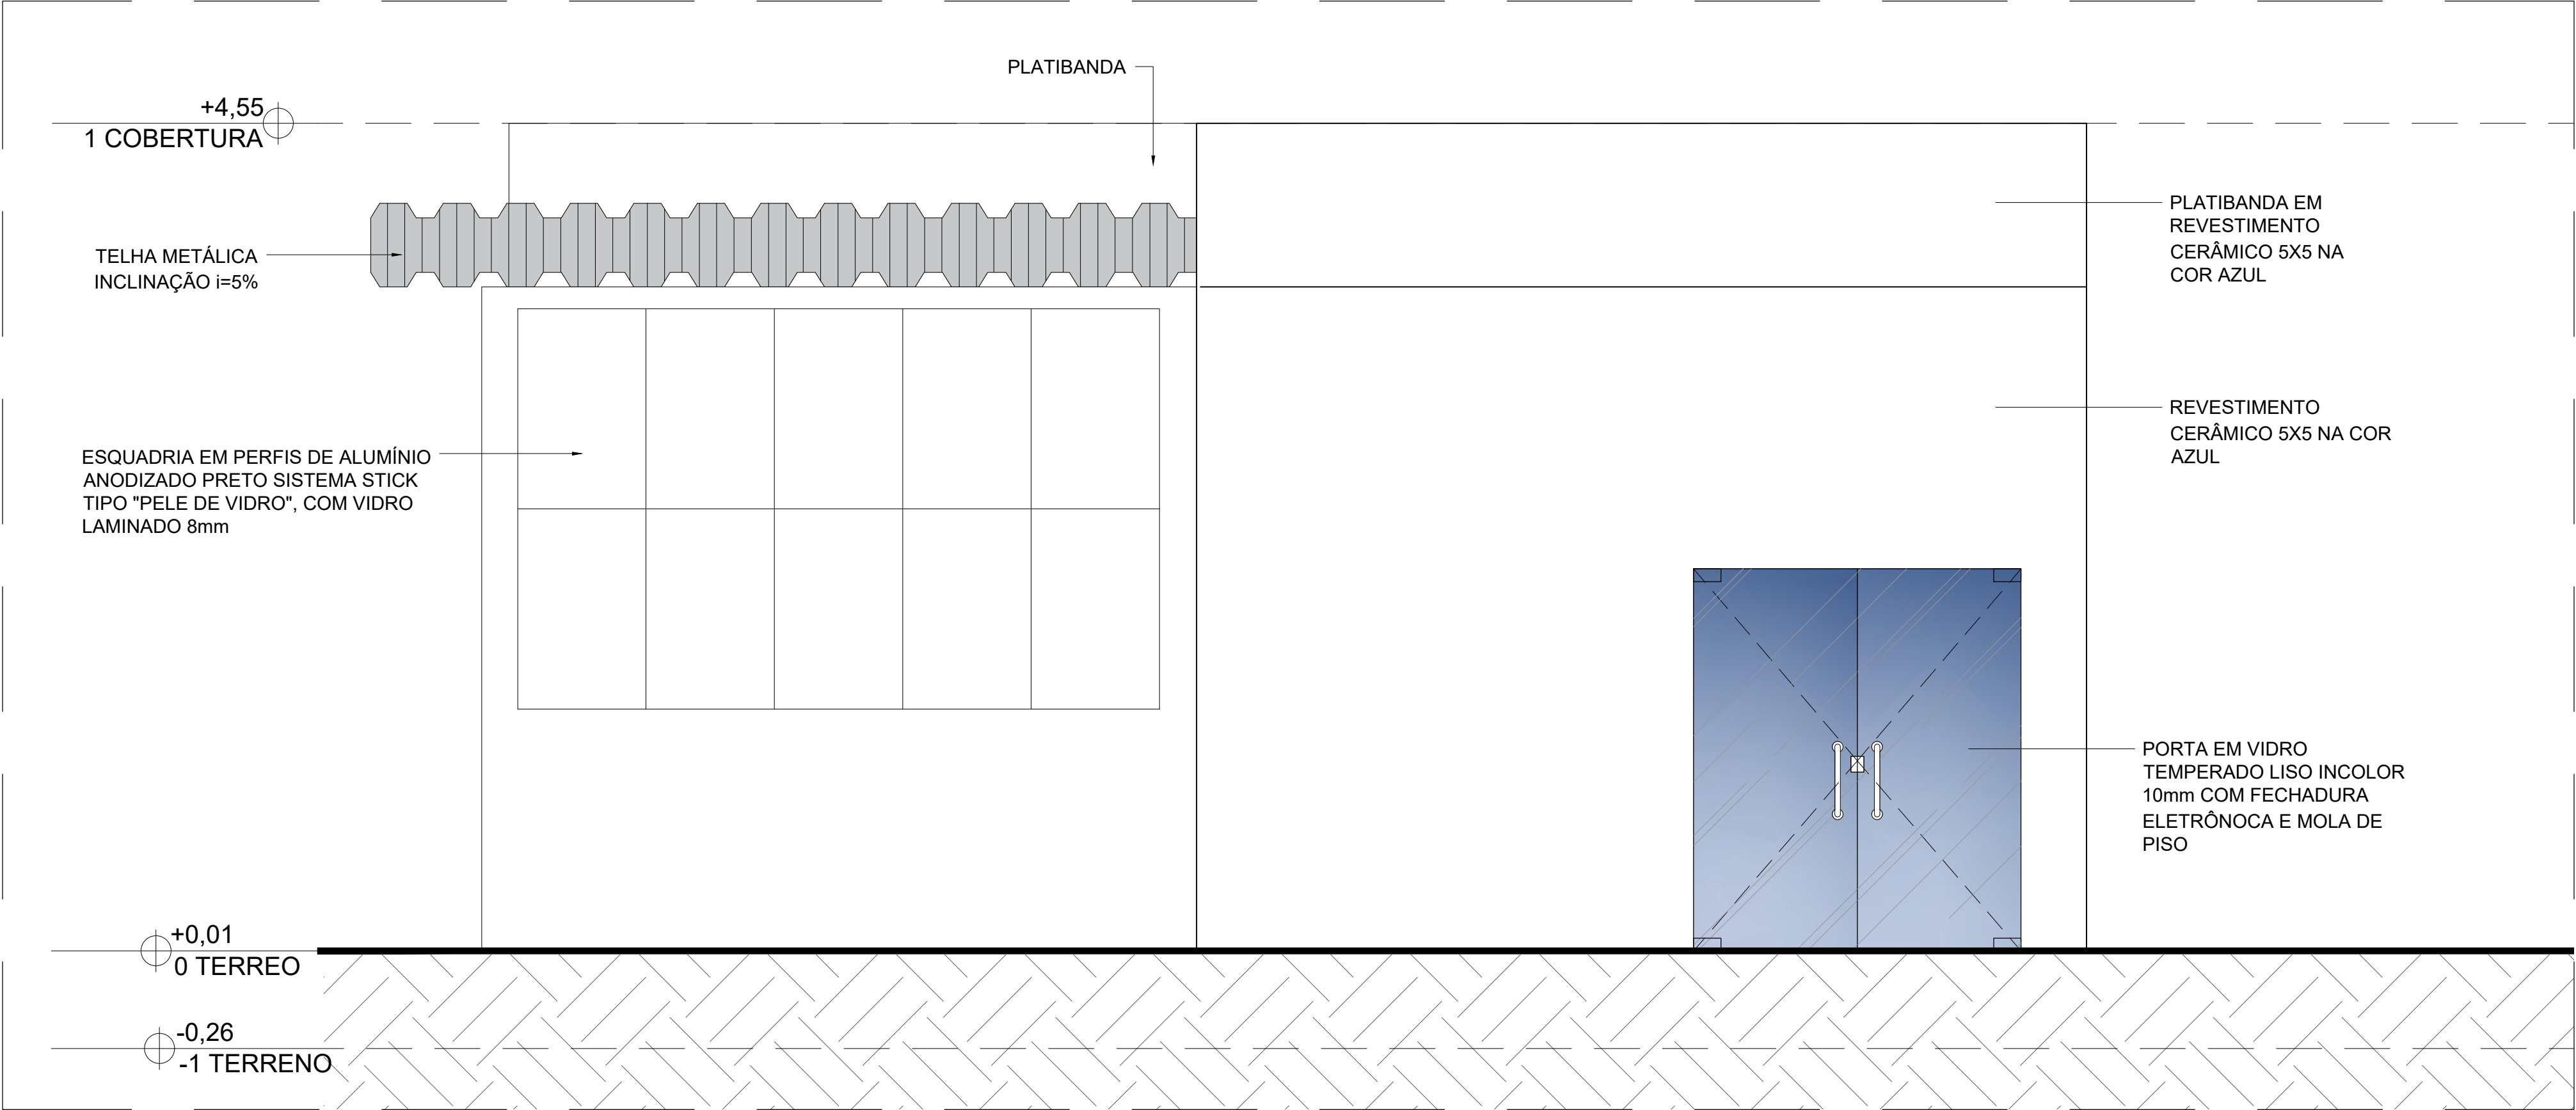 PLATIBANDA
+4,55
1 COBERTURA
TELHA METÁLICA
INCLINAÇÃO i=5%
PLATIBANDA EM
REVESTIMENTO
CERÂMICO 5X5 NA
COR AZUL
ESQUADRIA EM PERFIS DE ALUMÍNIO
ANODIZADO PRETO SISTEMA STICK
TIPO "PELE DE VIDRO", COM VIDRO
LAMINADO 8mm
REVESTIMENTO
CERÂMICO 5X5 NA COR
AZUL
PORTA EM VIDRO
TEMPERADO LISO INCOLOR
10mm COM FECHADURA
ELETRÔNOCA E MOLA DE
PISO
+0,01
0 TERREO
-0,26
-1 TERRENO